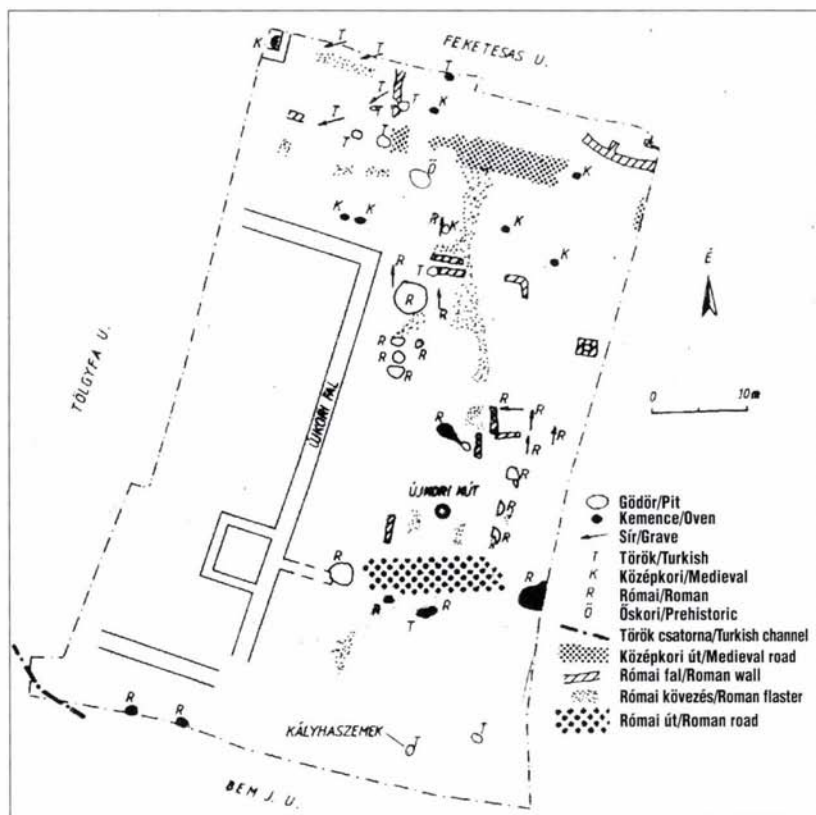 FEKETESAS U.
K
T
T
T
T
K
T
T
T
T
T
Ö
K
K
K
R
K
K
K
R
T
R
R
É
TÖLGYFA U.
ÚJKORI FAL
R
R
R
R
0 10 m
R
R
R
R
R
R
ÚJKORI KÚT
R
R
R
R
R
R
T
R
R
KÁLYHASZEMEK
T
T
BEM J. U.
Gödör/Pit
Kemence/Oven
Sír/Grave
T Török/Turkish
K Középkori/Medieval
R Római/Roman
Ö Őskori/Prehistoric
Török csatorna/Turkish channel
Középkori út/Medieval road
Római fal/Roman wall
Római kövezés/Roman flaster
Római út/Roman road